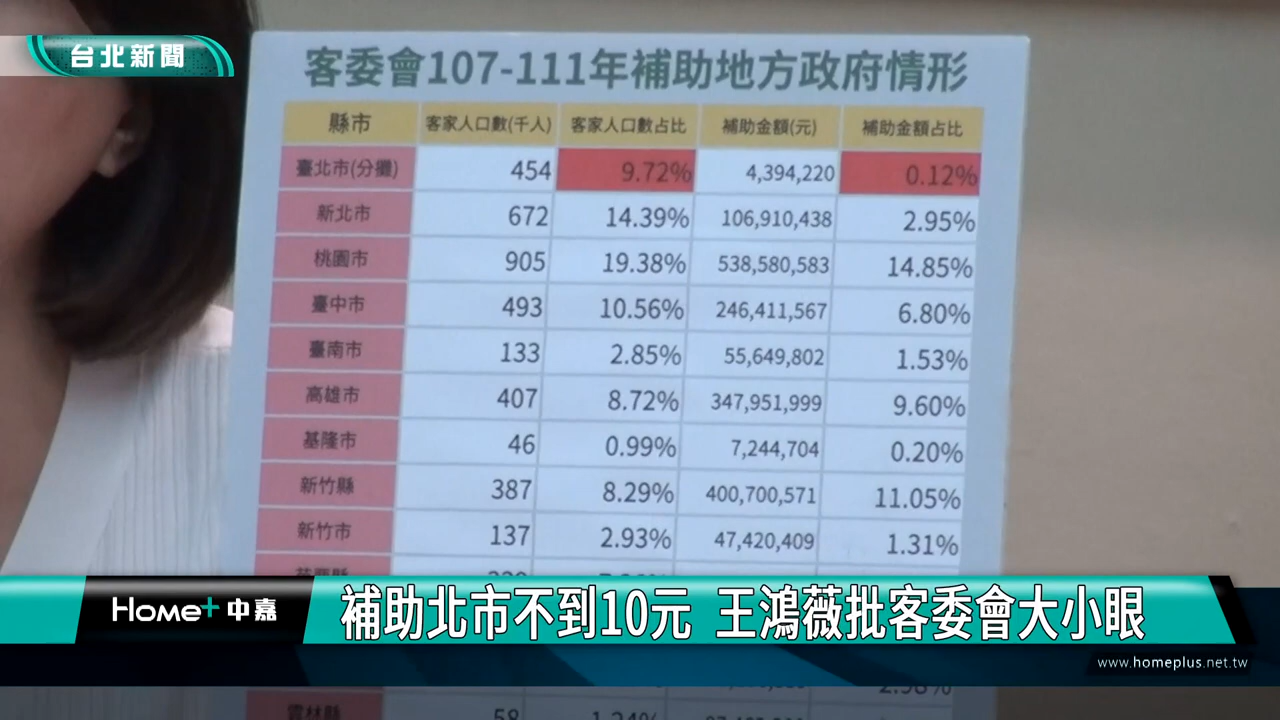 台北新聞
客委會107-111年補助地方政府情形
縣市 客家人口數(千人) 客家人口數占比 補助金額(元) 補助金額占比
臺北市(分攤) 454 9.72% 4,394,220 0.12%
新北市 672 14.39% 106,910,438 2.95%
桃園市 905 19.38% 538,580,583 14.85%
臺中市 493 10.56% 246,411,567 6.80%
臺南市 133 2.85% 55,649,802 1.53%
高雄市 407 8.72% 347,951,999 9.60%
基隆市 46 0.99% 7,244,704 0.20%
新竹縣 387 8.29% 400,700,571 11.05%
新竹市 137 2.93% 47,420,409 1.31%
Home+中嘉
補助北市不到10元 王鴻薇批客委會大小眼
www.homeplus.net.tw
雲林縣 58